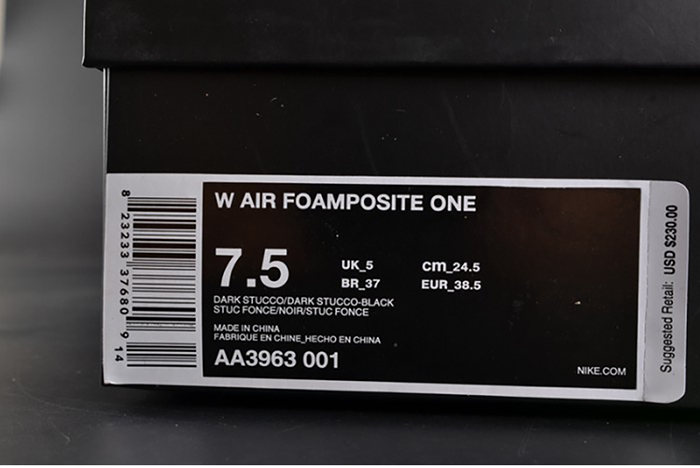 W AIR FOAMPOSITE ONE
7.5
UK_5 cm_24.5
BR_37 EUR_38.5
DARK STUCCO/DARK STUCCO-BLACK
STUC FONCE/NOIR/STUC FONCE
MADE IN CHINA
FABRIQUE EN CHINE_HECHO EN CHINA
AA3963 001
NIKE.COM
8 23233 37680 9 14
Suggested Retail: USD $230.00